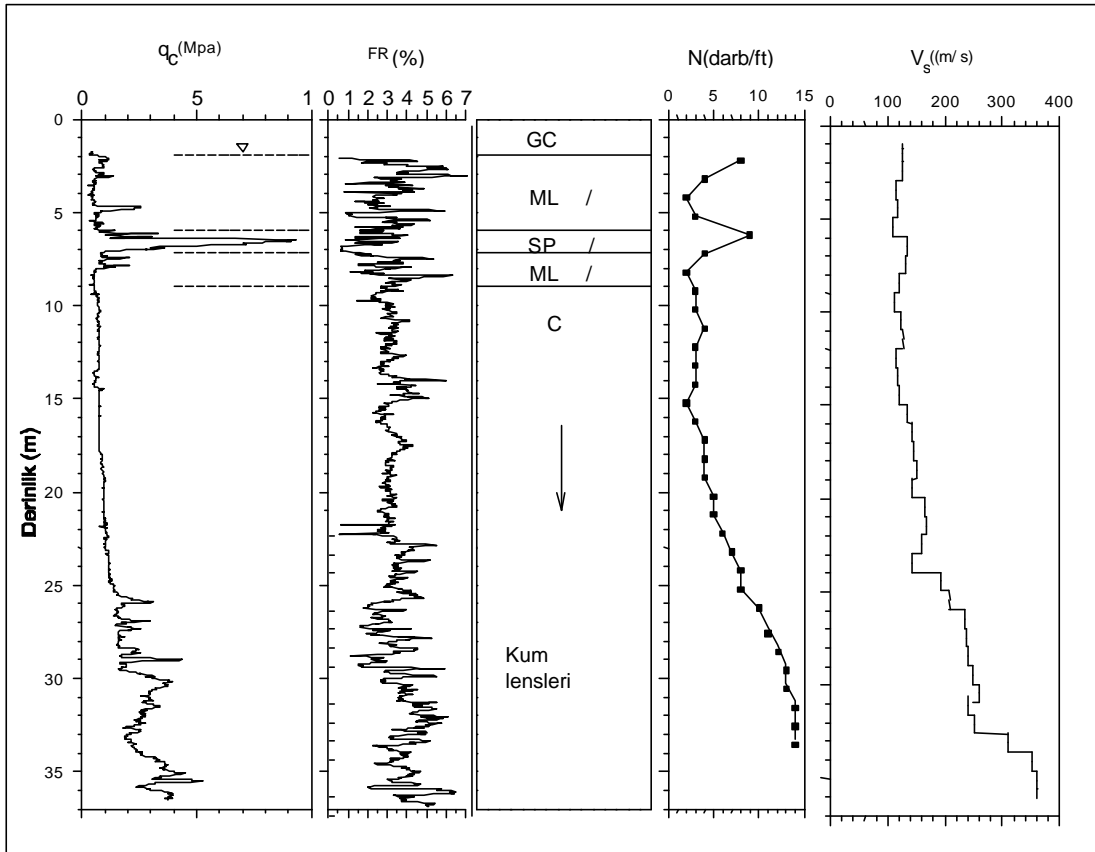 qc(Mpa)
FR (%)
N(darb/ft)
Vs((m/ s)
0 5 1
0 1 2 3 4 5 6 7
0 5 10 15
0 100 200 300 400
0
5
10
15
20
25
30
35
Derinlik (m)
GC
ML /
SP /
ML /
C
Kum
lensleri